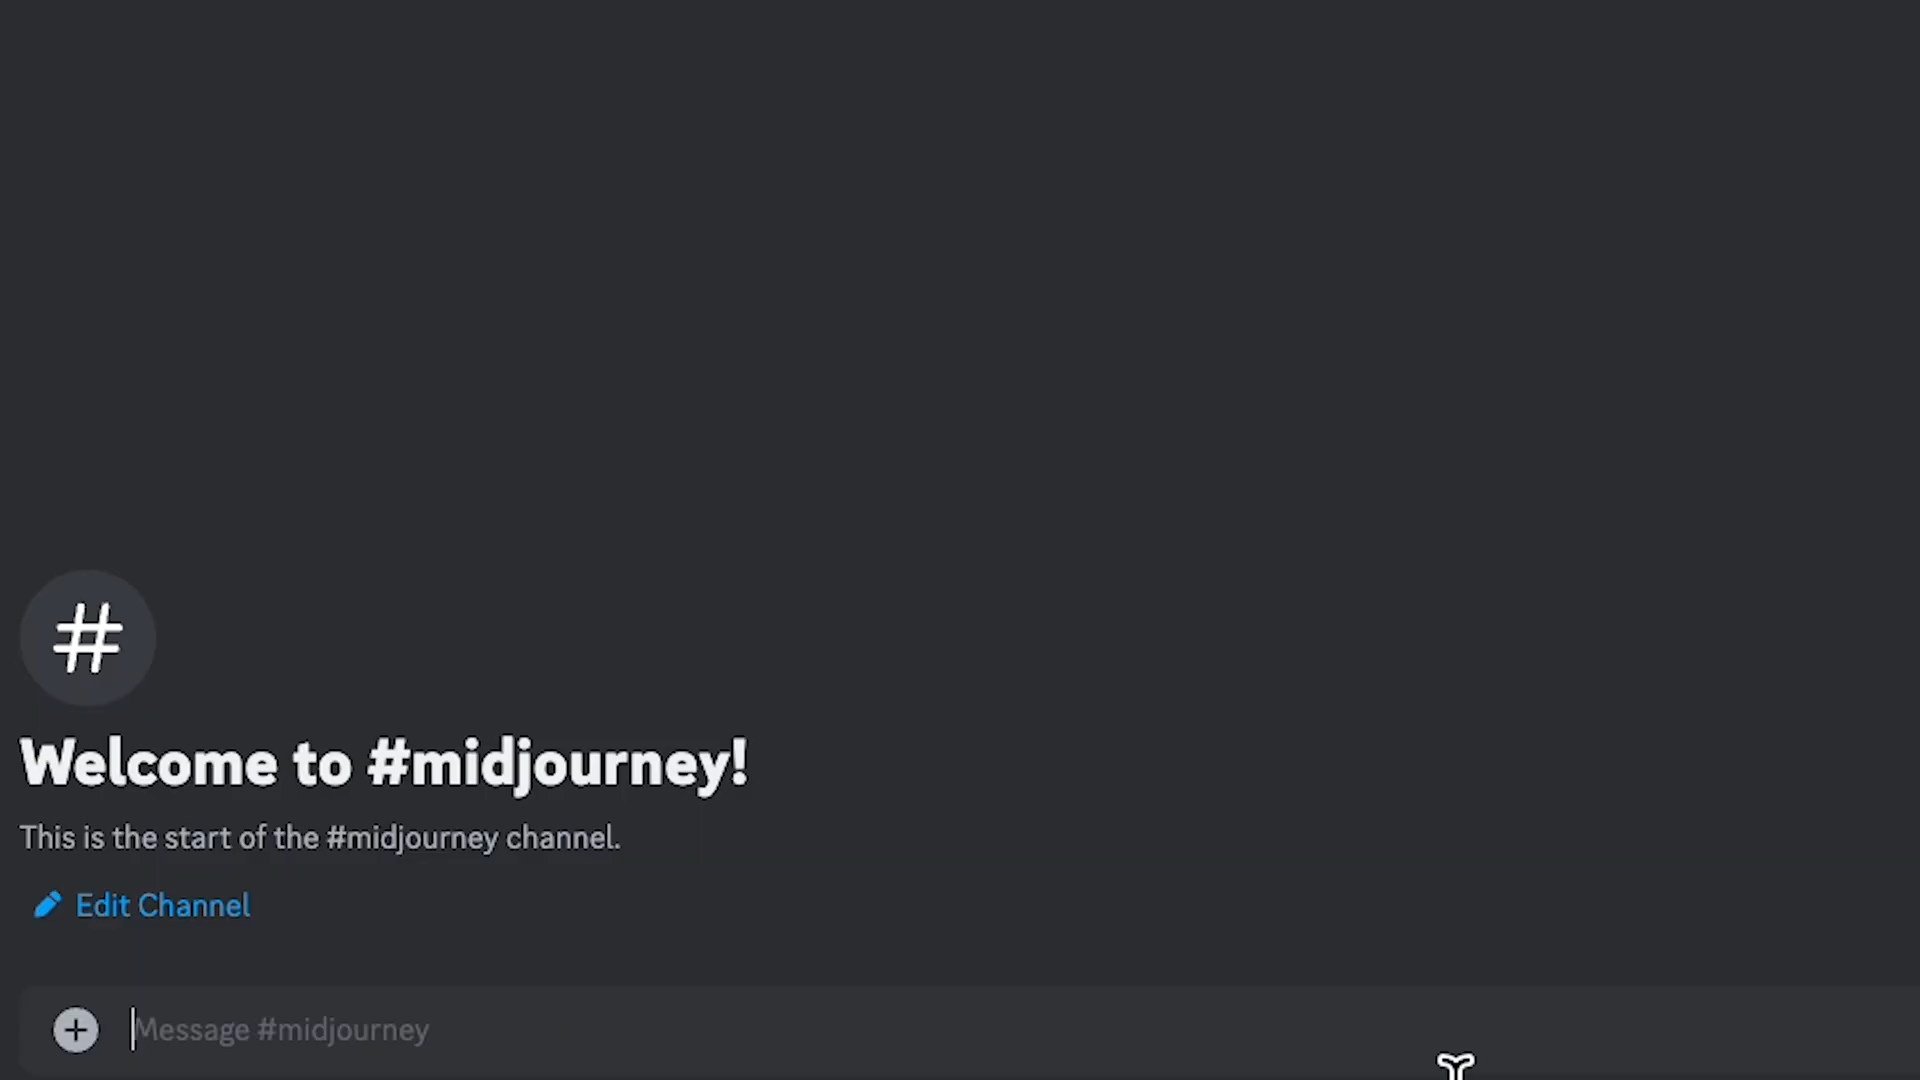 #
Welcome to #midjourney!
This is the start of the #midjourney channel.
Edit Channel
Message #midjourney